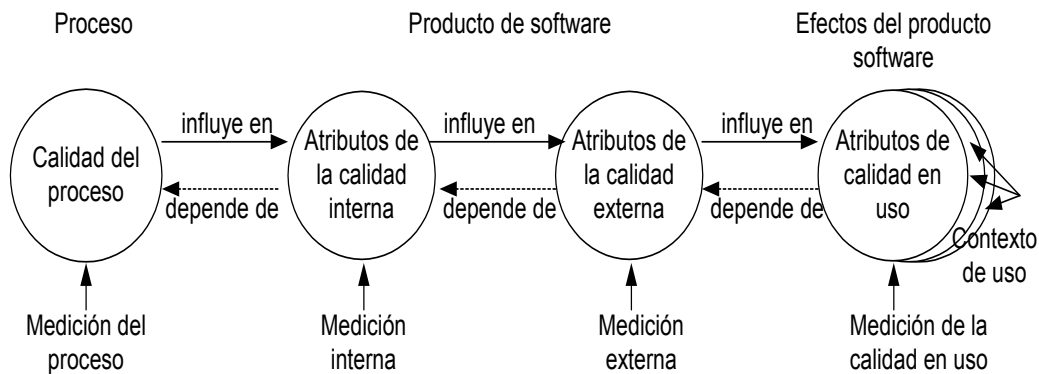 Proceso
Producto de software
Efectos del producto
software
Calidad del
proceso
influye en
depende de
Atributos de
la calidad
interna
influye en
depende de
Atributos de
la calidad
externa
influye en
depende de
Atributos de
calidad en
uso
Contexto
de uso
Medición del
proceso
Medición
interna
Medición
externa
Medición de la
calidad en uso